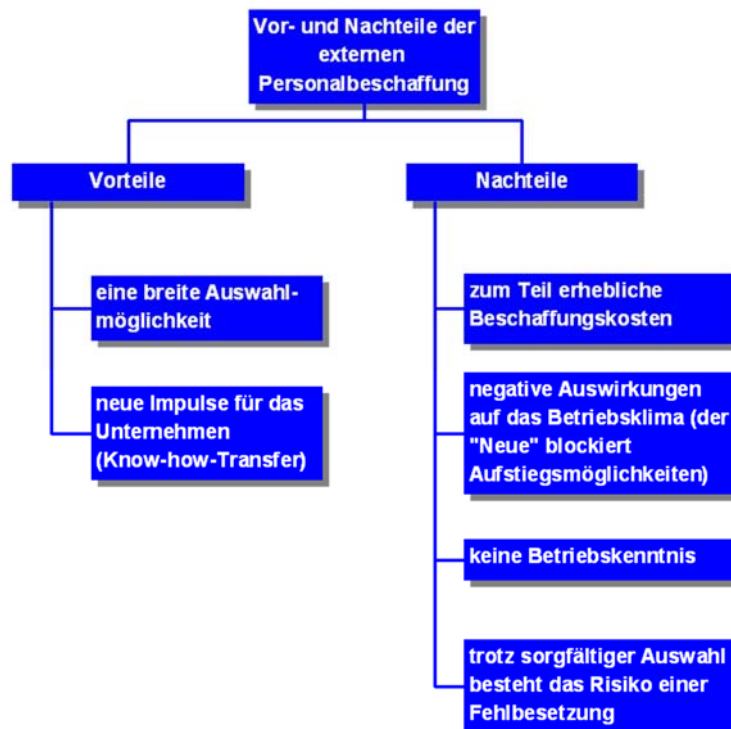 Vor- und Nachteile der
externen
Personalbeschaffung
Vorteile
eine breite Auswahl-
möglichkeit
neue Impulse für das
Unternehmen
(Know-how-Transfer)
Nachteile
zum Teil erhebliche
Beschaffungskosten
negative Auswirkungen
auf das Betriebsklima (der
"Neue" blockiert
Aufstiegsmöglichkeiten)
keine Betriebskenntnis
trotz sorgfältiger Auswahl
besteht das Risiko einer
Fehlbesetzung